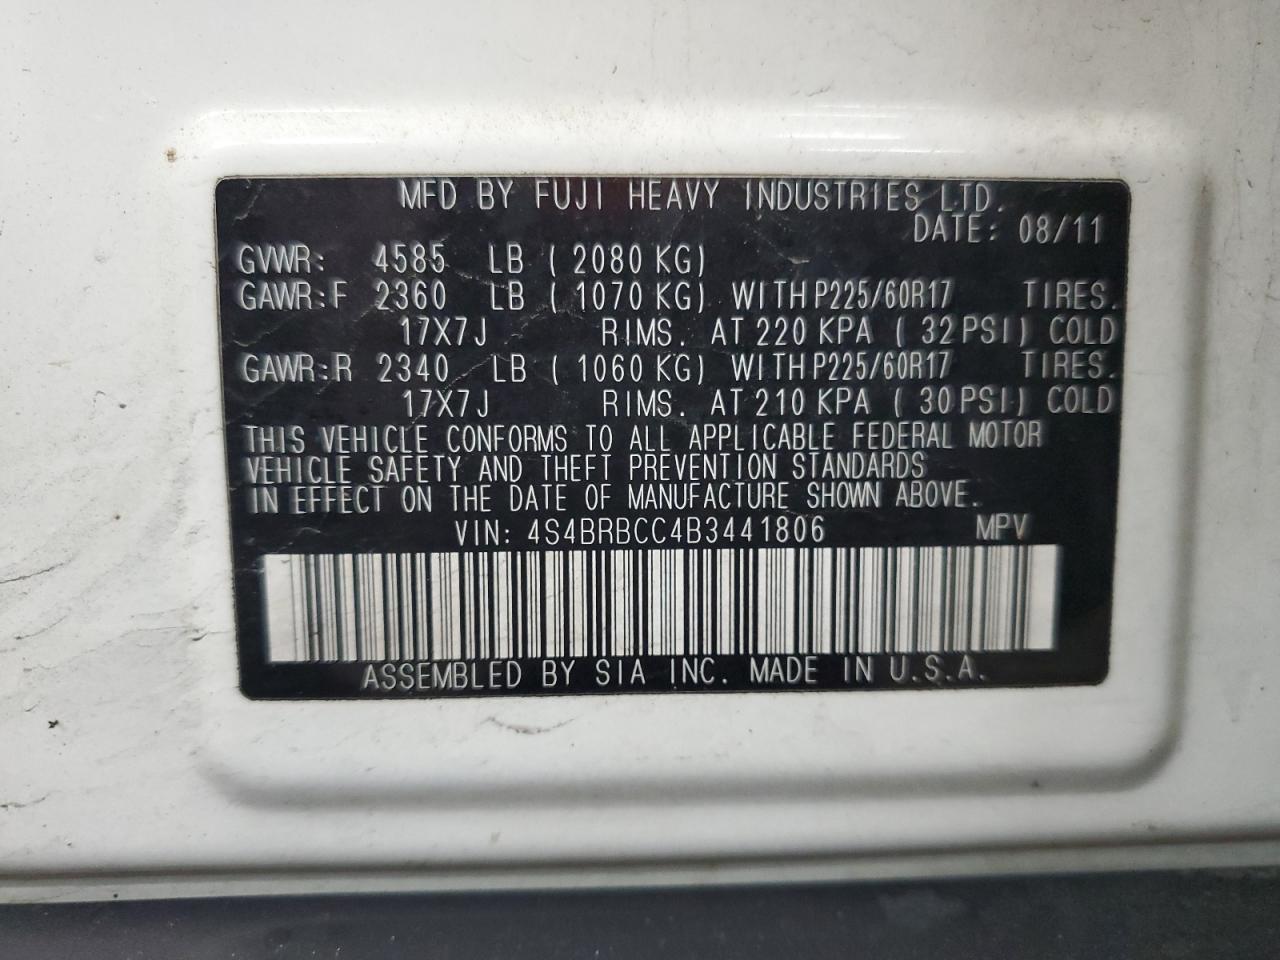 MFD BY FUJI HEAVY INDUSTRIES LTD.
DATE: 08/11
GVWR: 4585 LB ( 2080 KG)
GAWR:F 2360 LB ( 1070 KG) WITH P225/60R17 TIRES.
17X7J RIMS. AT 220 KPA ( 32 PSI) COLD
GAWR:R 2340 LB ( 1060 KG) WITH P225/60R17 TIRES.
17X7J RIMS. AT 210 KPA ( 30 PSI) COLD
THIS VEHICLE CONFORMS TO ALL APPLICABLE FEDERAL MOTOR
VEHICLE SAFETY AND THEFT PREVENTION STANDARDS
IN EFFECT ON THE DATE OF MANUFACTURE SHOWN ABOVE.
VIN: 4S4BRBCC4B3441806 MPV
ASSEMBLED BY SIA INC. MADE IN U.S.A.